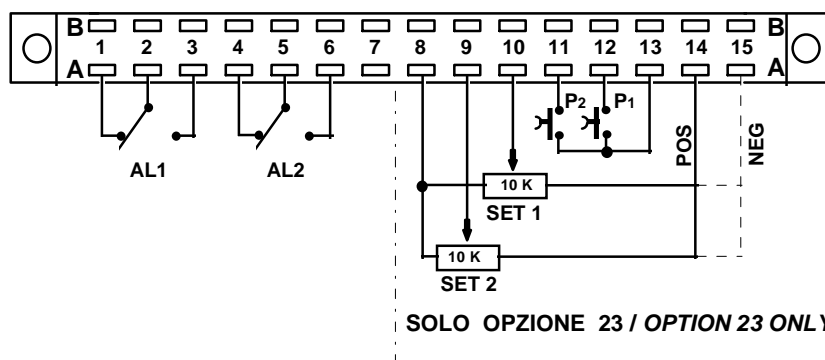 B B
1 2 3 4 5 6 7 8 9 10 11 12 13 14 15
A A
P2 P1
POS
NEG
AL1 AL2
10 K
SET 1
10 K
SET 2
SOLO OPZIONE 23 / OPTION 23 ONLY